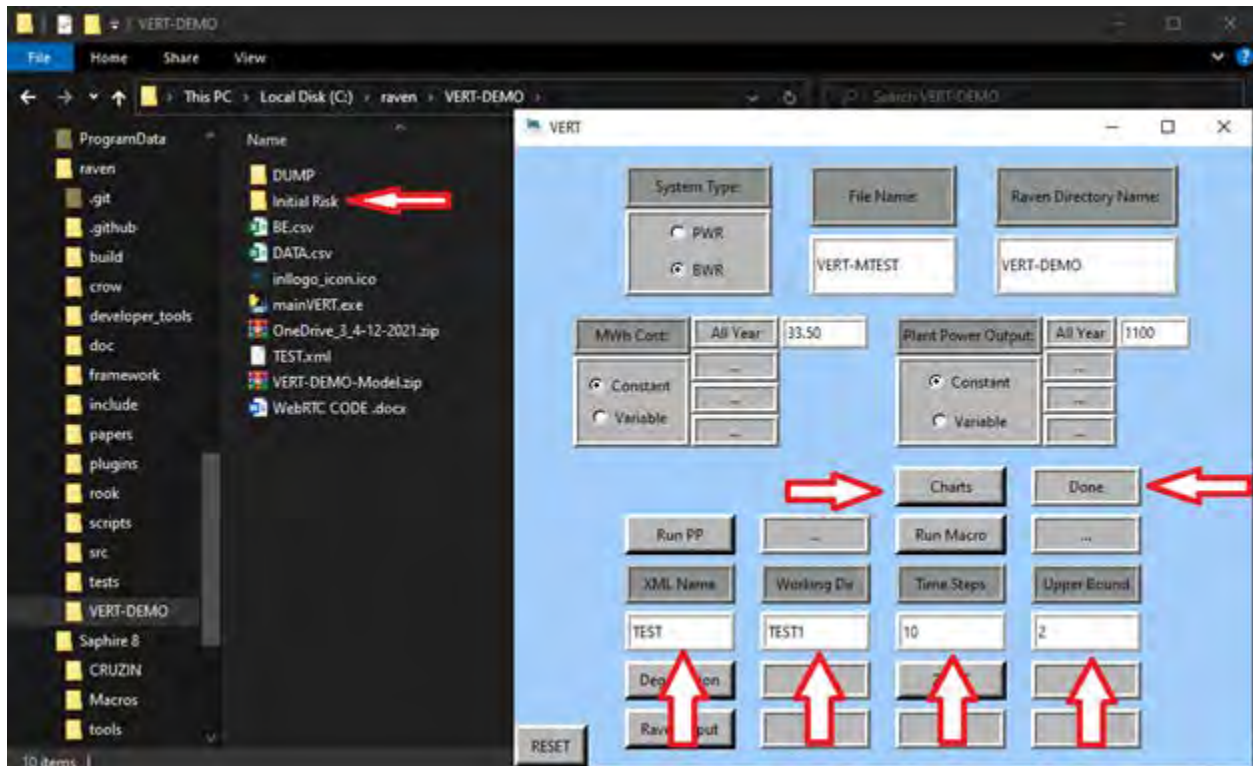 VERT-DEMO
File Home Share View
This PC › Local Disk (C:) › raven › VERT-DEMO ›
Search VERT-DEMO
ProgramData
raven
.git
.github
build
crow
developer_tools
doc
framework
include
papers
plugins
rook
scripts
src
tests
VERT-DEMO
Saphire 8
CRUZIN
Macros
tools
10 items
Name
DUMP
Initial Risk
BE.csv
DATA.csv
inllogo_icon.ico
mainVERT.exe
OneDrive_3_4-12-2021.zip
TEST.xml
VERT-DEMO-Model.zip
WebRTC CODE .docx
VERT
System Type: File Name: Raven Directory Name:
PWR
BWR VERT-MTEST VERT-DEMO
MWh Cost: All Year 33.50 Plant Power Output: All Year 1100
... ...
Constant ... Constant ...
Variable ... Variable ...
Charts Done
Run PP ... Run Macro ...
XML Name Working Dir Time Steps Upper Bound
TEST TEST1 10 2
RESET